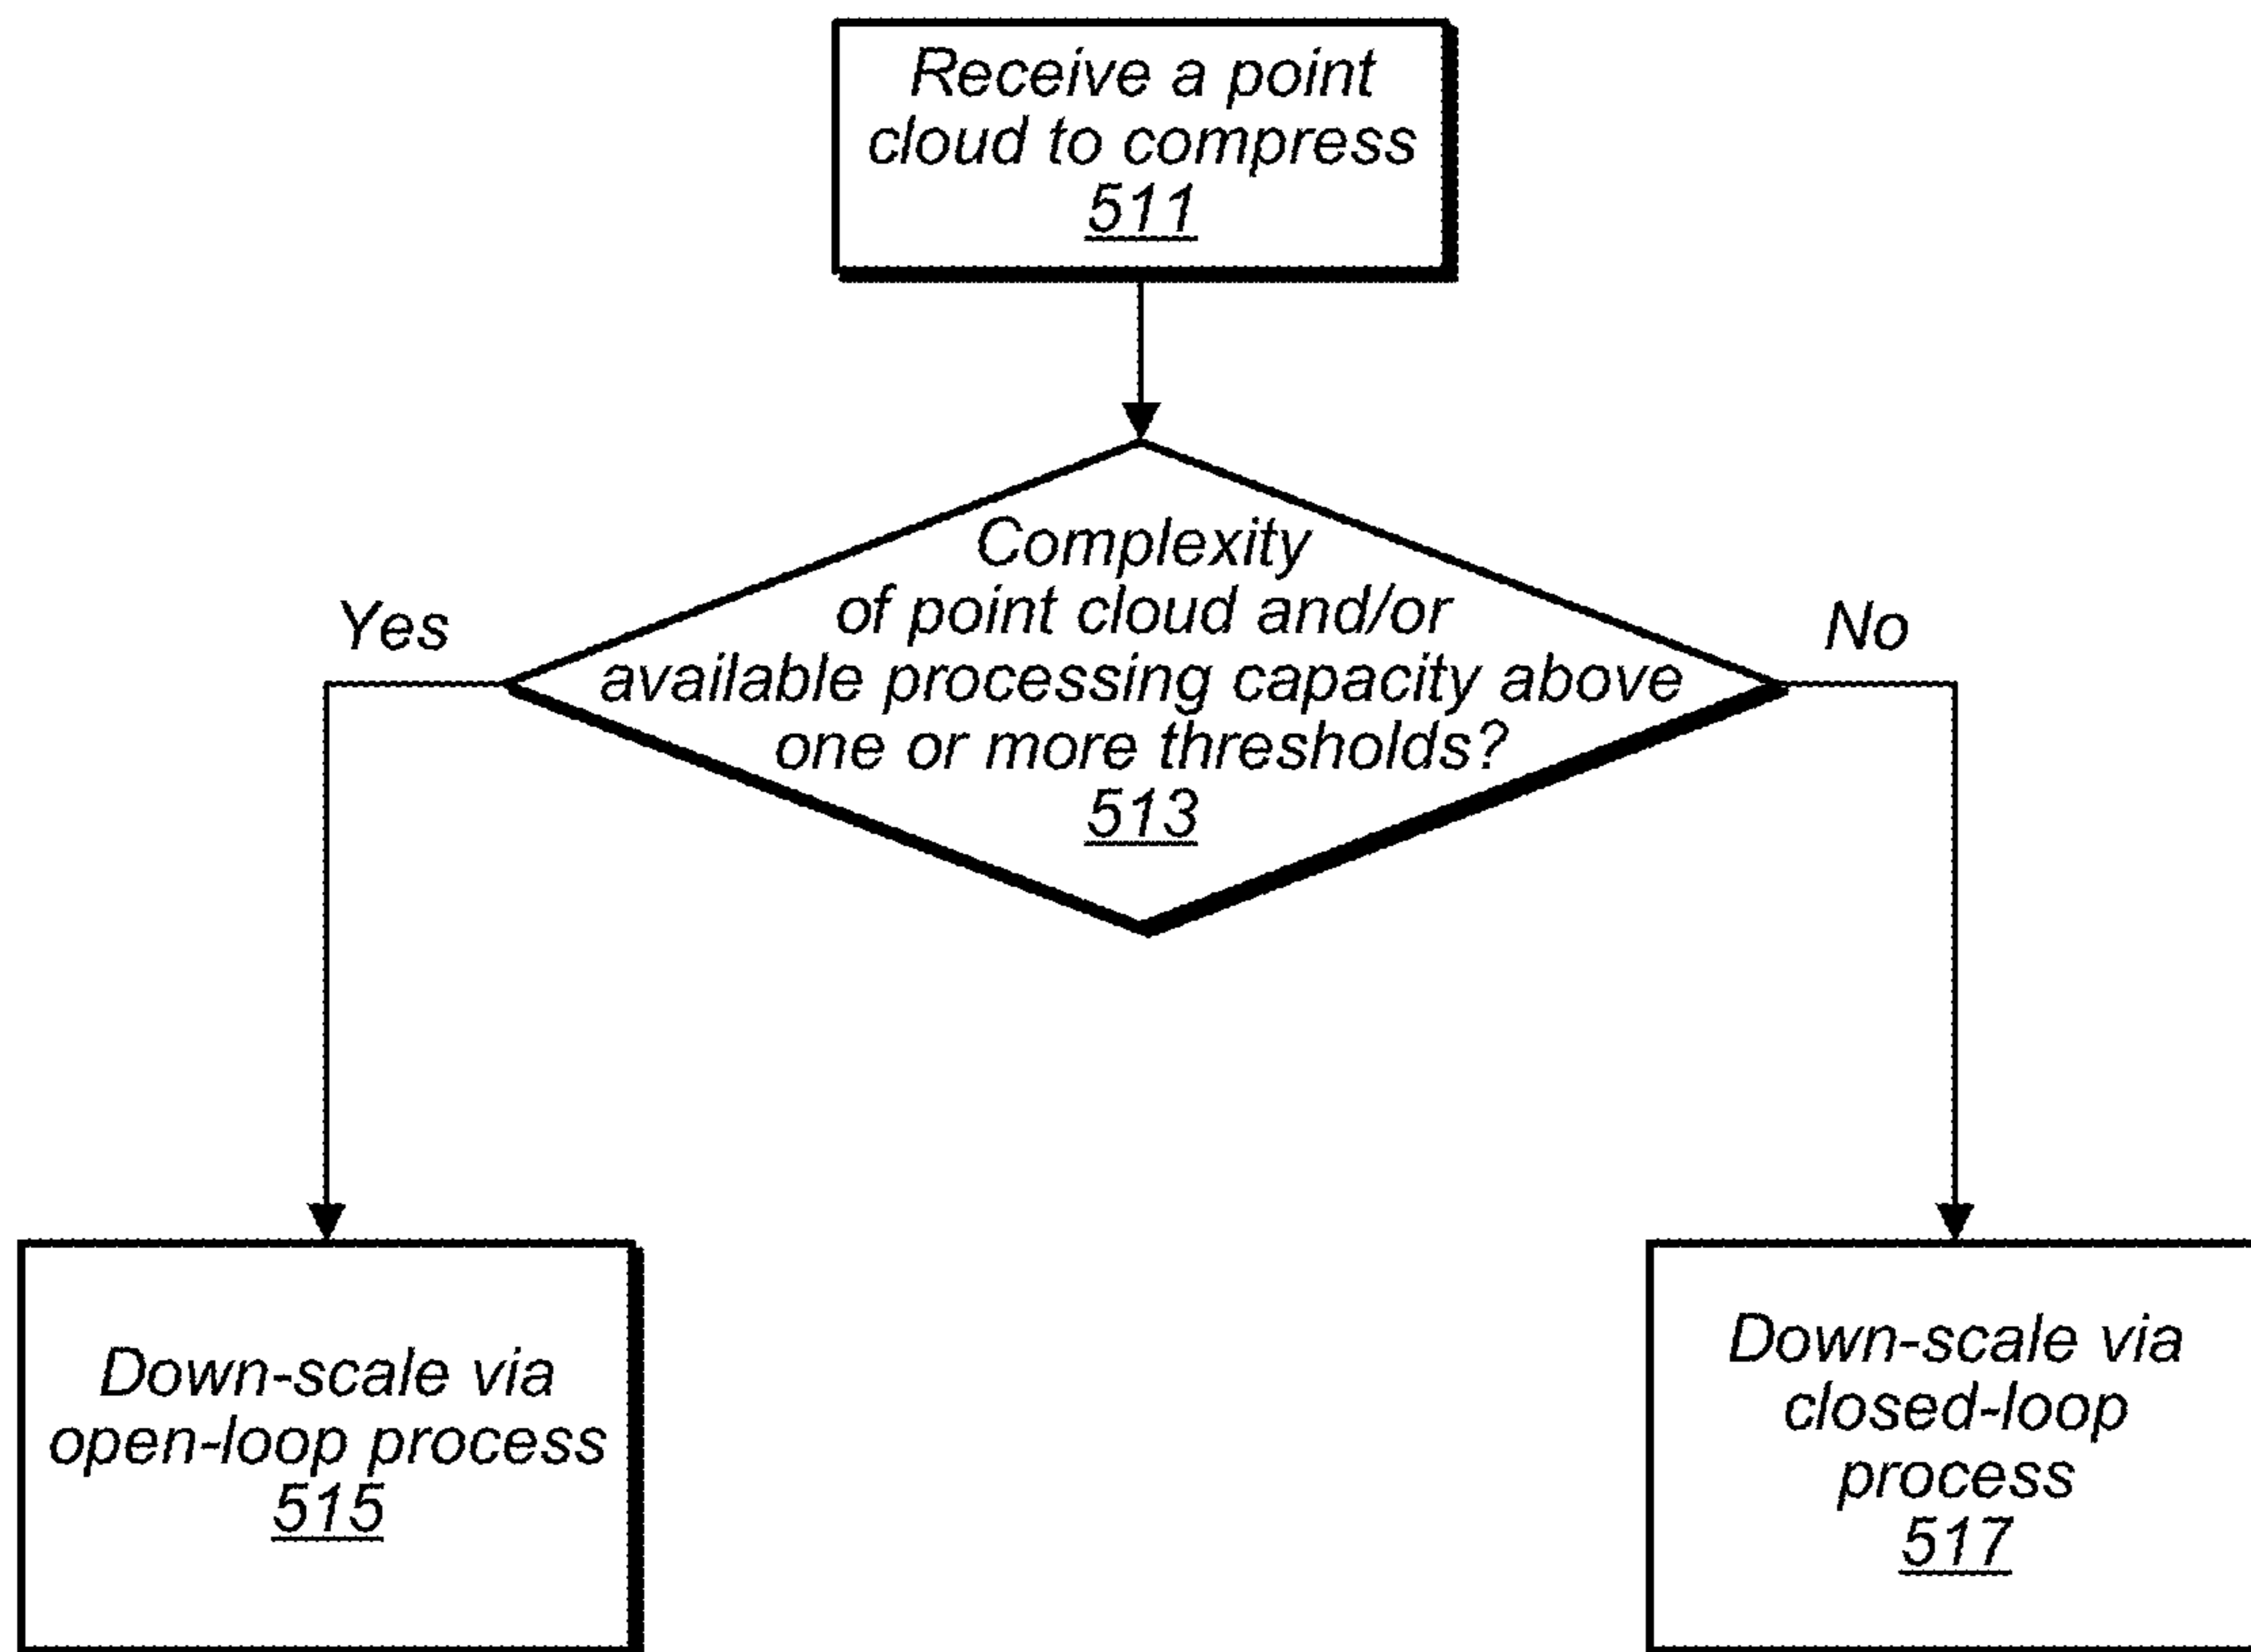 Receive a point
cloud to compress
511
Complexity
of point cloud and/or
available processing capacity above
one or more thresholds?
513
Yes
No
Down-scale via
open-loop process
515
Down-scale via
closed-loop
process
517